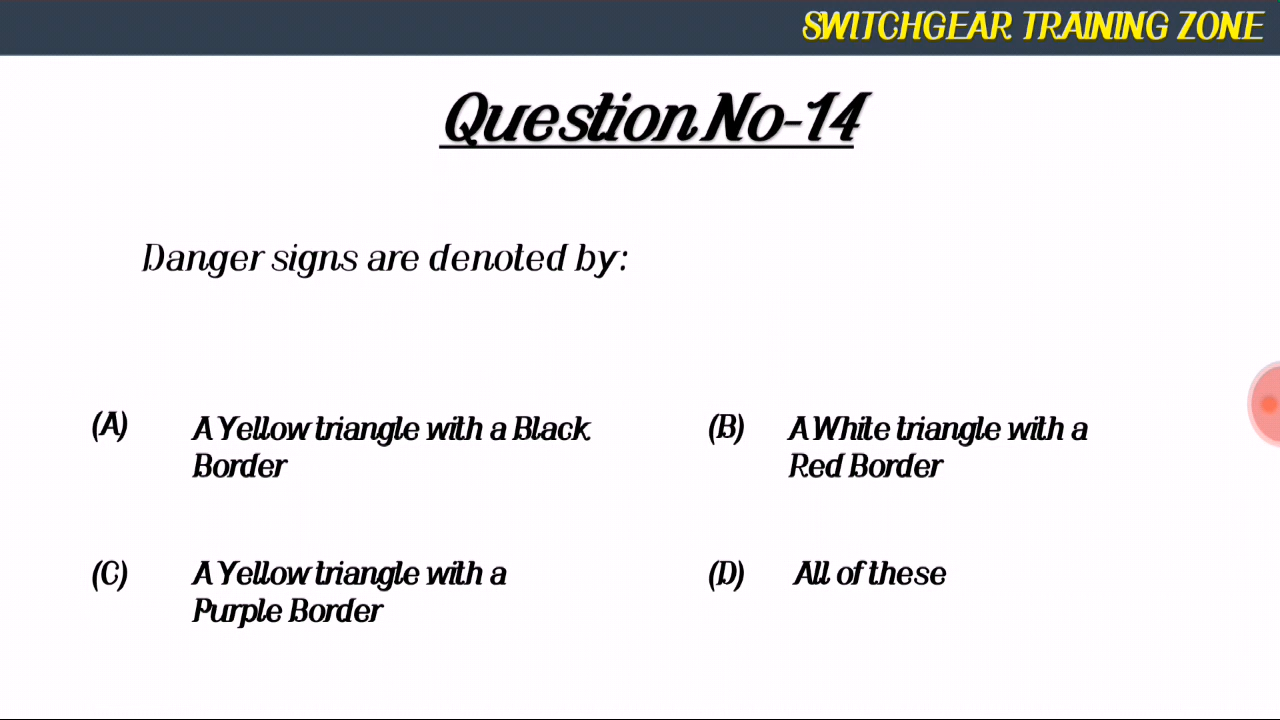 SWITCHGEAR TRAINING ZONE
Question No-14
Danger signs are denoted by:
(A) A Yellow triangle with a Black
Border
(B) A White triangle with a
Red Border
(C) A Yellow triangle with a
Purple Border
(D) All of these